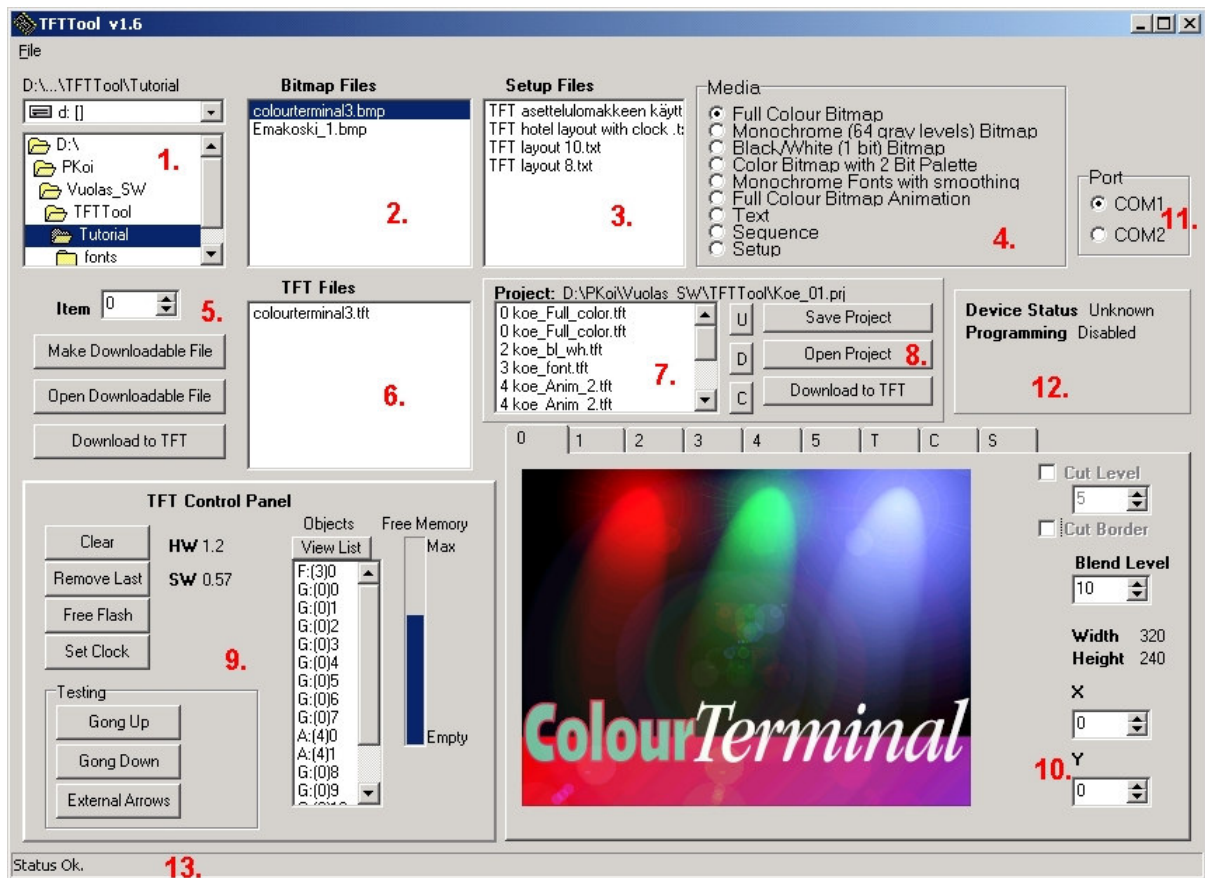 TFTTool v1.6
File
D:\...\TFTTool\Tutorial
d: []
D:\
PKoi
Vuolas_SW
TFTTool
Tutorial
fonts
1.
Bitmap Files
colourterminal3.bmp
Emakoski_1.bmp
2.
Setup Files
TFT asettelulomakkeen käytt
TFT hotel layout with clock .t
TFT layout 10.txt
TFT layout 8.txt
3.
Media
Full Colour Bitmap
Monochrome (64 gray levels) Bitmap
Black/White (1 bit) Bitmap
Color Bitmap with 2 Bit Palette
Monochrome Fonts with smoothing
Full Colour Bitmap Animation
Text
Sequence
Setup
4.
Port
COM1
COM2
11.
Item 0
5.
Make Downloadable File
Open Downloadable File
Download to TFT
TFT Files
colourterminal3.tft
6.
Project: D:\PKoi\Vuolas_SW\TFTTool\Koe_01.prj
0 koe_Full_color.tft
0 koe_Full_color.tft
2 koe_bl_wh.tft
3 koe_font.tft
4 koe_Anim_2.tft
4 koe_Anim_2.tft
7.
U
D
C
Save Project
Open Project
Download to TFT
8.
Device Status Unknown
Programming Disabled
12.
TFT Control Panel
Clear
Remove Last
Free Flash
Set Clock
HW 1.2
SW 0.57
9.
Testing
Gong Up
Gong Down
External Arrows
Objects
View List
F:(3)0
G:(0)0
G:(0)1
G:(0)2
G:(0)3
G:(0)4
G:(0)5
G:(0)6
G:(0)7
A:(4)0
A:(4)1
G:(0)8
G:(0)9
Free Memory
Max
Empty
0 1 2 3 4 5 T C S
ColourTerminal
Cut Level
5
Cut Border
Blend Level
10
Width 320
Height 240
X
0
Y
0
10.
Status Ok.
13.